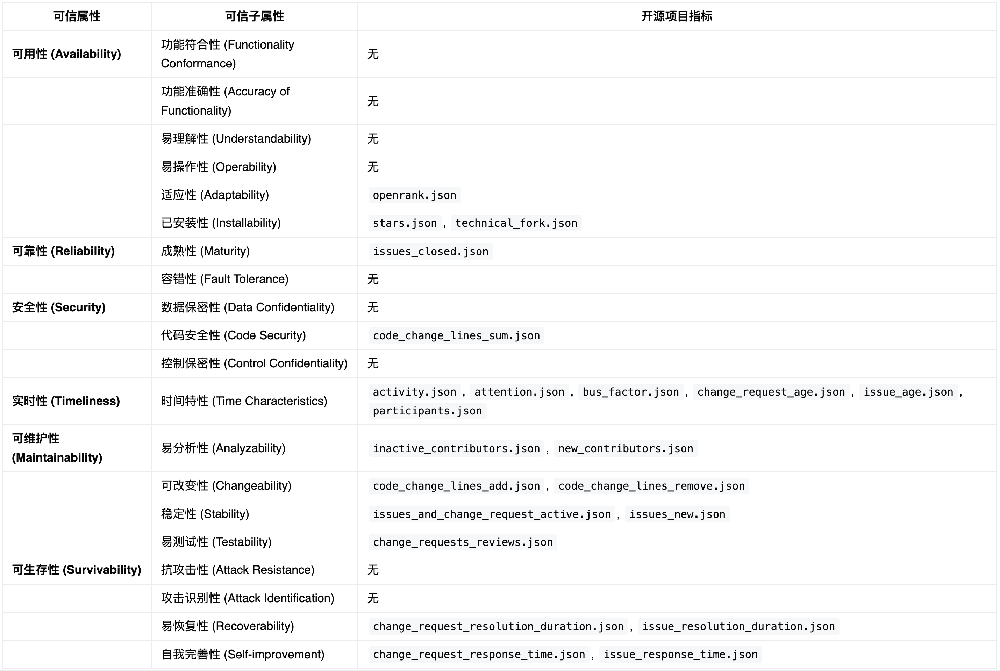 可信属性 可信子属性 开源项目指标
可用性 (Availability) 功能符合性 (Functionality Conformance) 无
功能准确性 (Accuracy of Functionality) 无
易理解性 (Understandability) 无
易操作性 (Operability) 无
适应性 (Adaptability) openrank.json
已安装性 (Installability) stars.json, technical_fork.json
可靠性 (Reliability) 成熟性 (Maturity) issues_closed.json
容错性 (Fault Tolerance) 无
安全性 (Security) 数据保密性 (Data Confidentiality) 无
代码安全性 (Code Security) code_change_lines_sum.json
控制保密性 (Control Confidentiality) 无
实时性 (Timeliness) 时间特性 (Time Characteristics) activity.json, attention.json, bus_factor.json, change_request_age.json, issue_age.json,
participants.json
可维护性 (Maintainability) 易分析性 (Analyzability) inactive_contributors.json, new_contributors.json
可改变性 (Changeability) code_change_lines_add.json, code_change_lines_remove.json
稳定性 (Stability) issues_and_change_request_active.json, issues_new.json
易测试性 (Testability) change_requests_reviews.json
可生存性 (Survivability) 抗攻击性 (Attack Resistance) 无
攻击识别性 (Attack Identification) 无
易恢复性 (Recoverability) change_request_resolution_duration.json, issue_resolution_duration.json
自我完善性 (Self-improvement) change_request_response_time.json, issue_response_time.json